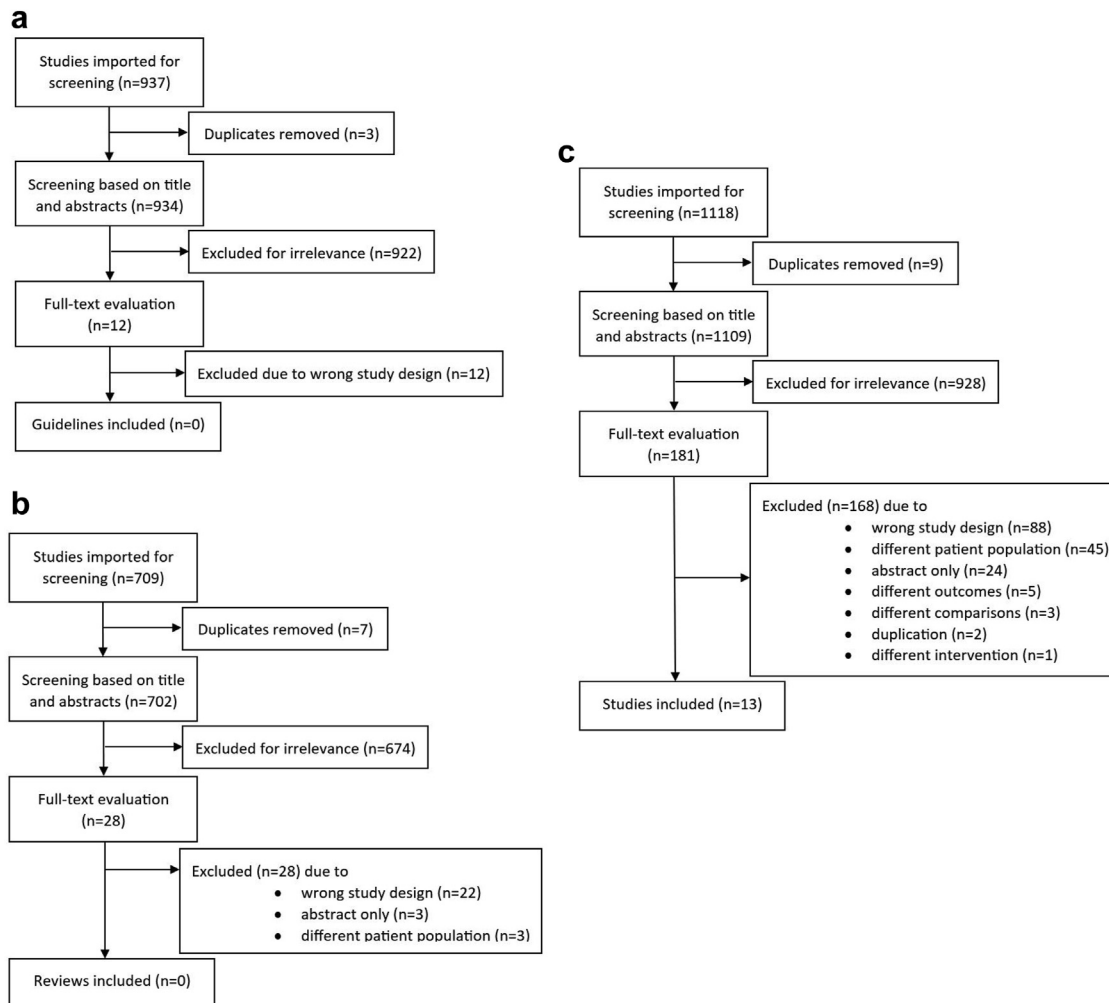 a
Studies imported for
screening (n=937)
Duplicates removed (n=3)
Screening based on title
and abstracts (n=934)
Excluded for irrelevance (n=922)
Full-text evaluation
(n=12)
Excluded due to wrong study design (n=12)
Guidelines included (n=0)
b
Studies imported for
screening (n=709)
Duplicates removed (n=7)
Screening based on title
and abstracts (n=702)
Excluded for irrelevance (n=674)
Full-text evaluation
(n=28)
Excluded (n=28) due to
• wrong study design (n=22)
• abstract only (n=3)
• different patient population (n=3)
Reviews included (n=0)
c
Studies imported for
screening (n=1118)
Duplicates removed (n=9)
Screening based on title
and abstracts (n=1109)
Excluded for irrelevance (n=928)
Full-text evaluation
(n=181)
Excluded (n=168) due to
• wrong study design (n=88)
• different patient population (n=45)
• abstract only (n=24)
• different outcomes (n=5)
• different comparisons (n=3)
• duplication (n=2)
• different intervention (n=1)
Studies included (n=13)